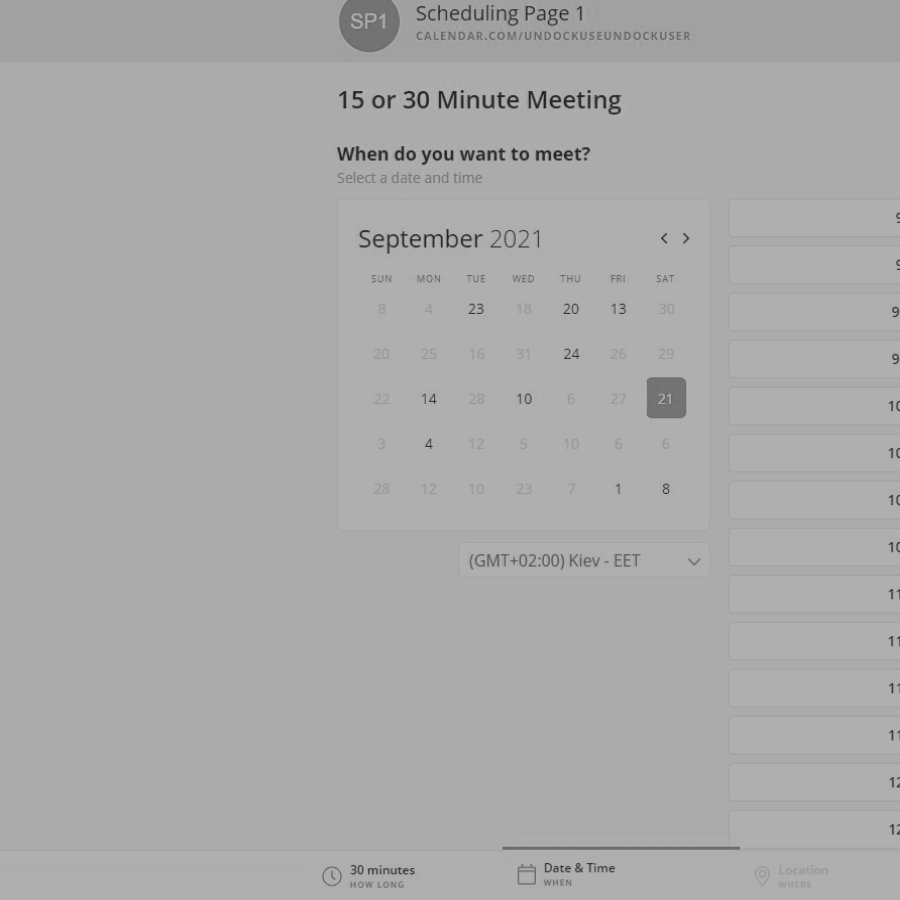 SP1
Scheduling Page 1
CALENDAR.COM/UNDOCKUSEUNDOCKUSER
15 or 30 Minute Meeting
When do you want to meet?
Select a date and time
September 2021
SUN MON TUE WED THU FRI SAT
8 4 23 18 20 13 30
20 25 16 31 24 26 29
22 14 28 10 6 27 21
3 4 12 5 10 6 6
28 12 10 23 7 1 8
(GMT+02:00) Kiev - EET
9
9
9
9
10
10
10
10
11
11
11
11
12
12
30 minutes
HOW LONG
Date & Time
WHEN
Location
WHERE